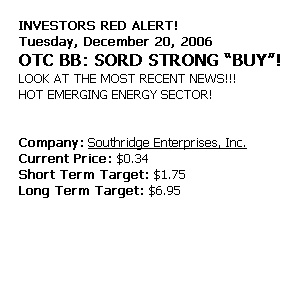 INVESTORS RED ALERT!
Tuesday, December 20, 2006
OTC BB: SORD STRONG “BUY”!
LOOK AT THE MOST RECENT NEWS!!!
HOT EMERGING ENERGY SECTOR!
Company: Southridge Enterprises, Inc.
Current Price: $0.34
Short Term Target: $1.75
Long Term Target: $6.95